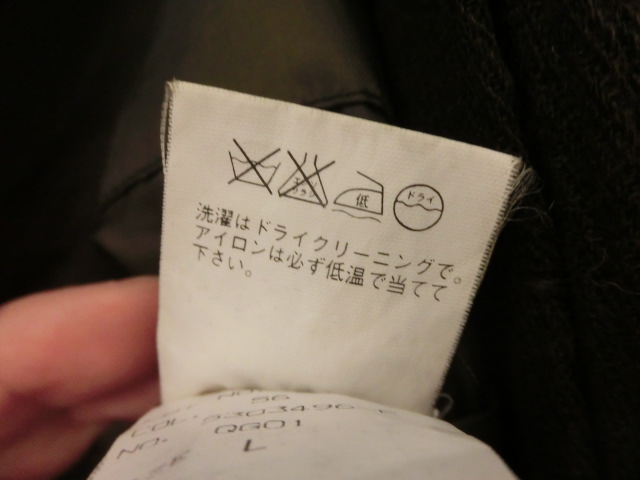 低 ドライ
洗濯はドライクリーニングで。
アイロンは必ず低温で当てて
下さい。
56
NO. QG01
L